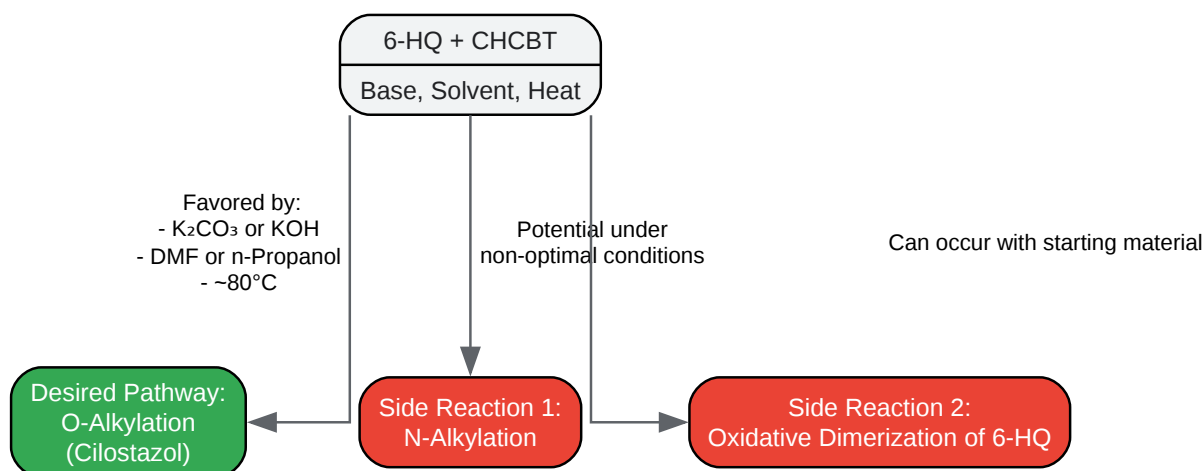 6-HQ + CHCBT
Base, Solvent, Heat
Favored by:
- K₂CO₃ or KOH
- DMF or n-Propanol
- ~80°C
Potential under
non-optimal conditions
Can occur with starting material
Desired Pathway:
O-Alkylation
(Cilostazol)
Side Reaction 1:
N-Alkylation
Side Reaction 2:
Oxidative Dimerization of 6-HQ